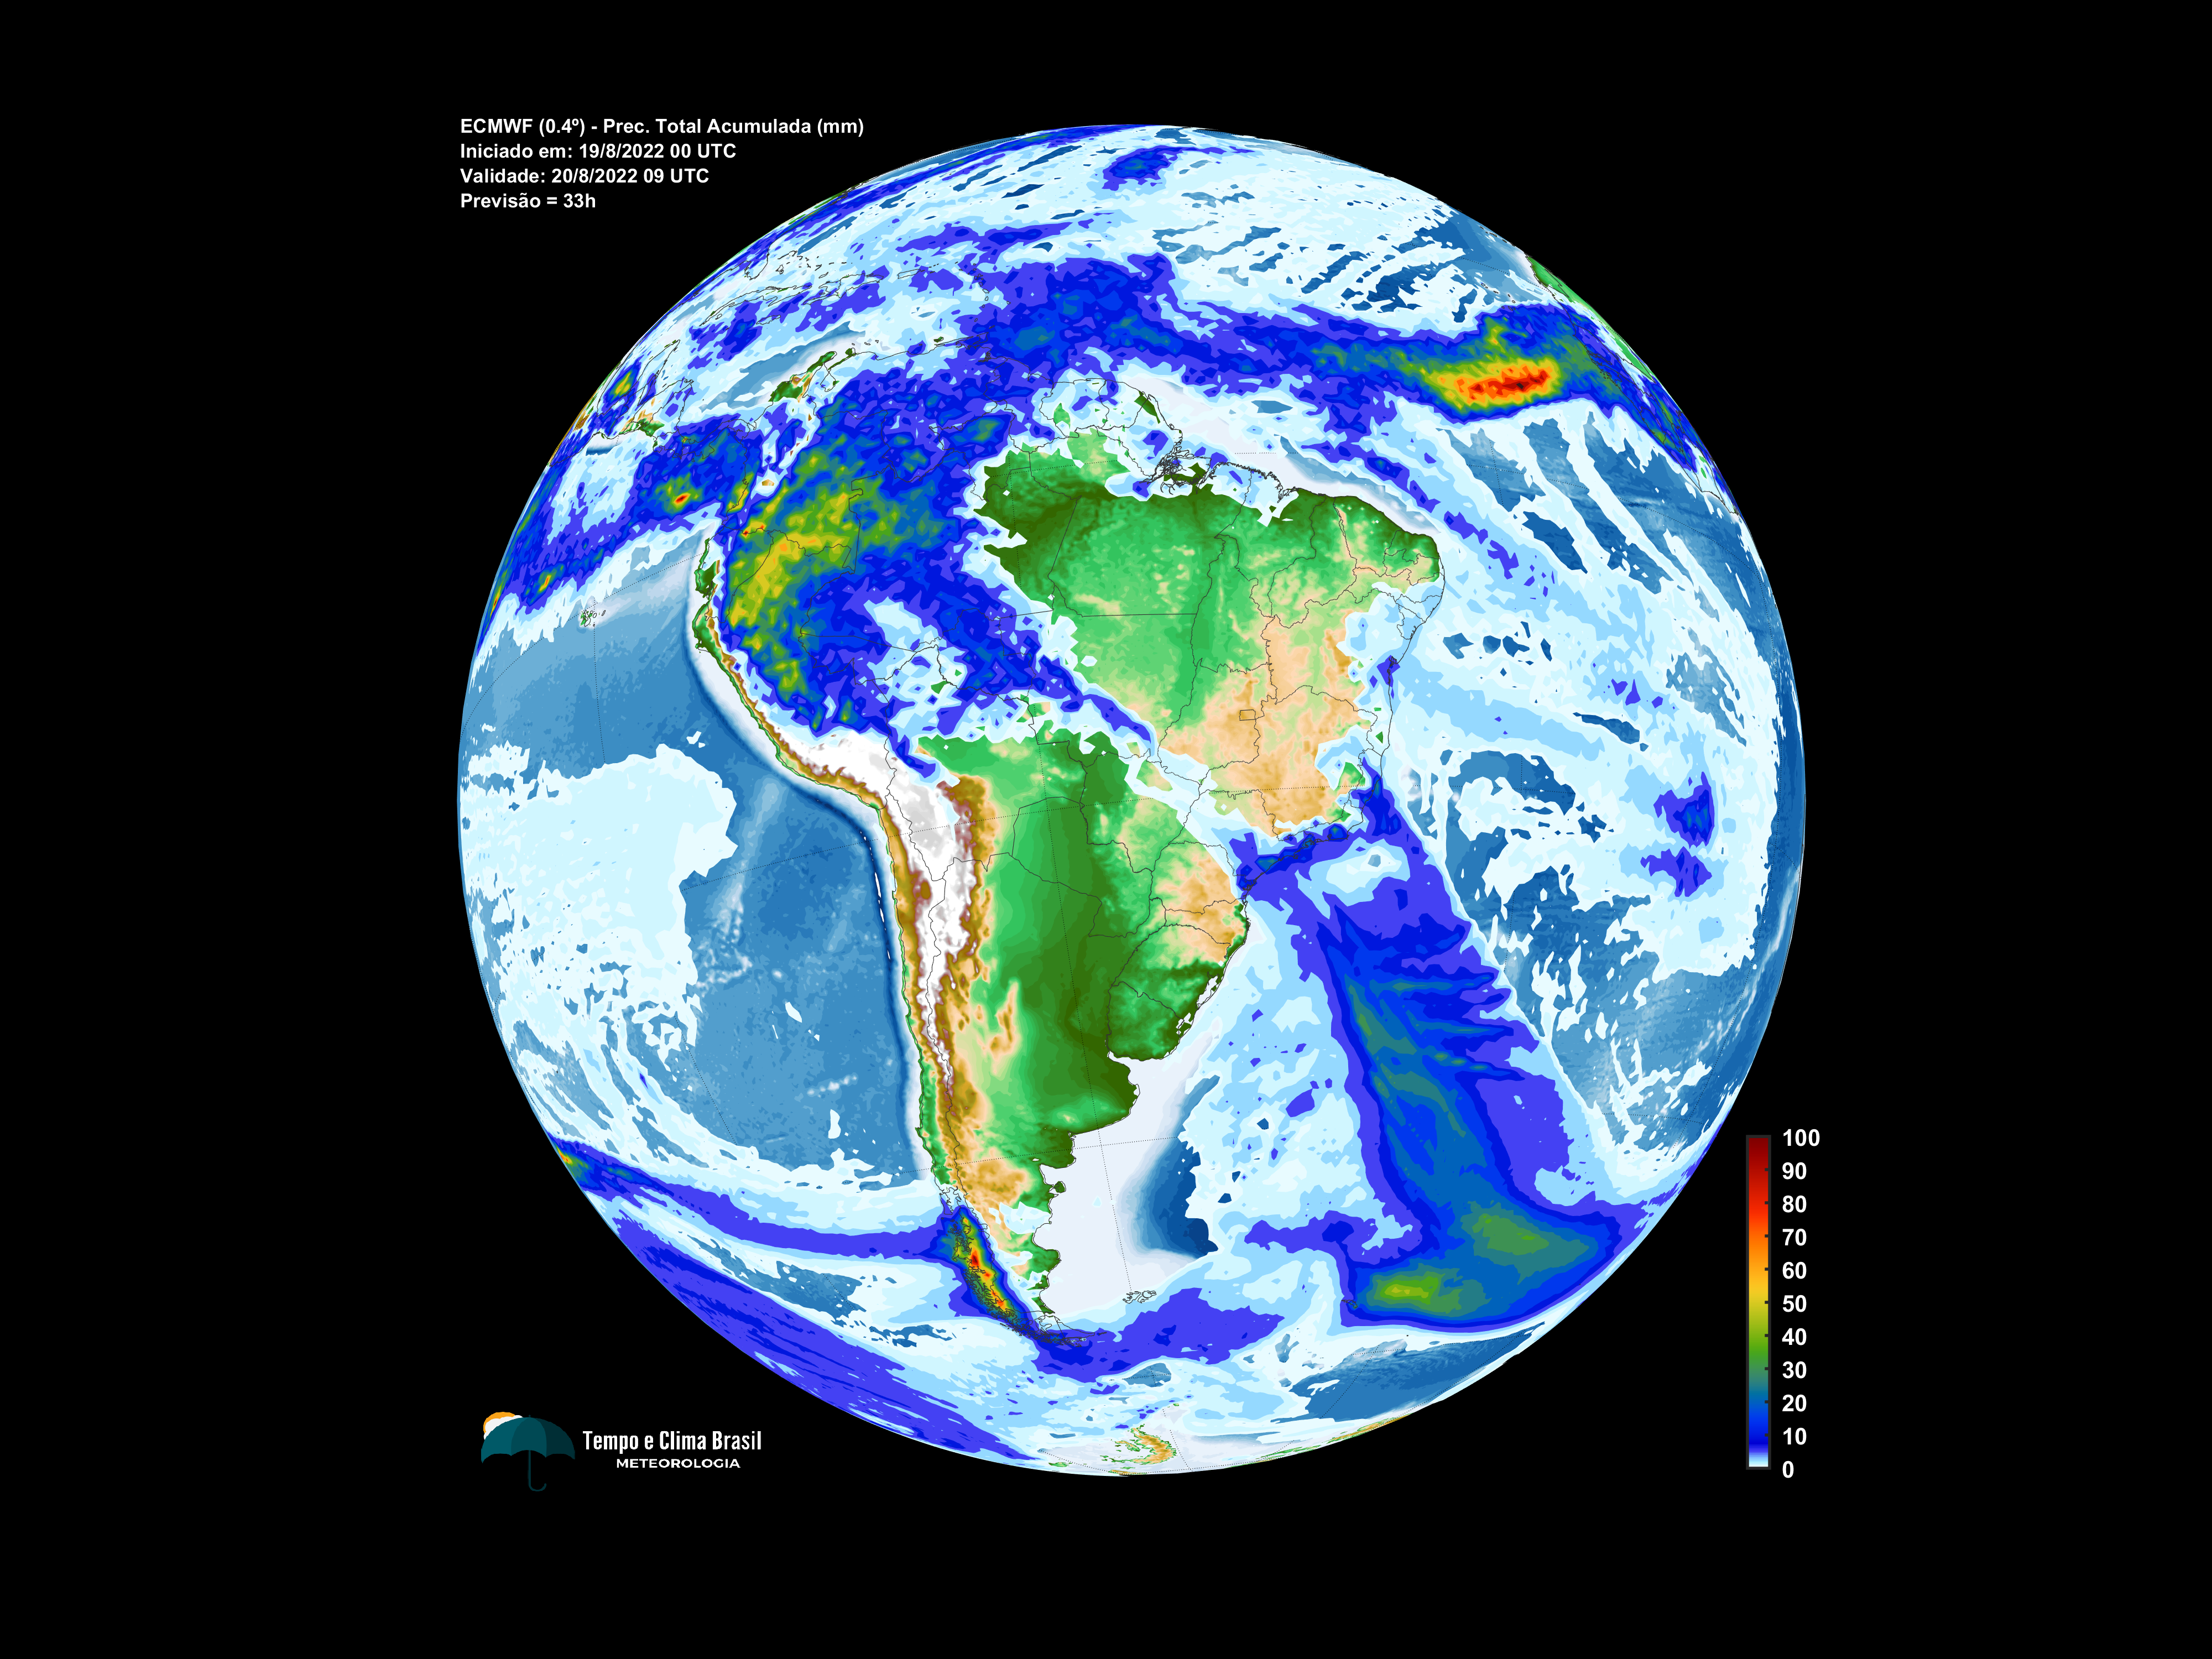 ECMWF (0.4º) - Prec. Total Acumulada (mm)
Iniciado em: 19/8/2022 00 UTC
Validade: 20/8/2022 09 UTC
Previsão = 33h
100
90
80
70
60
50
40
30
20
10
0
Tempo e Clima Brasil
METEOROLOGIA